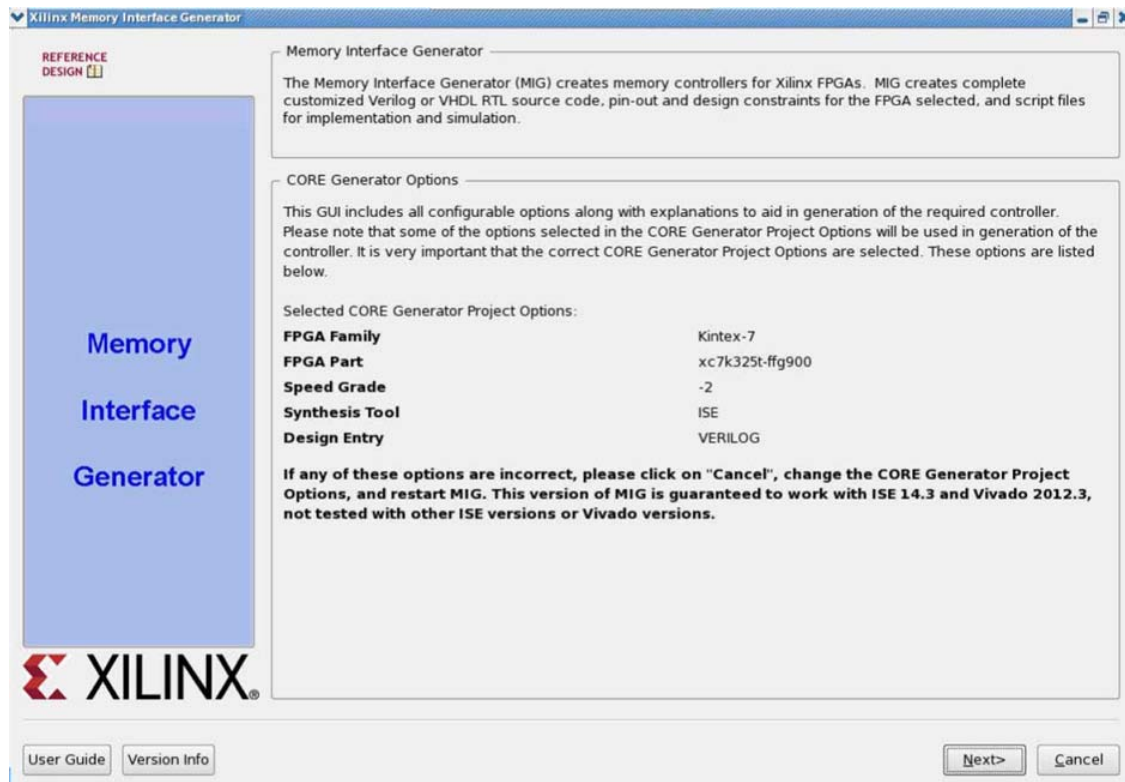 Xilinx Memory Interface Generator
REFERENCE
DESIGN
Memory
Interface
Generator
XILINX®
Memory Interface Generator
The Memory Interface Generator (MIG) creates memory controllers for Xilinx FPGAs. MIG creates complete
customized Verilog or VHDL RTL source code, pin-out and design constraints for the FPGA selected, and script files
for implementation and simulation.
CORE Generator Options
This GUI includes all configurable options along with explanations to aid in generation of the required controller.
Please note that some of the options selected in the CORE Generator Project Options will be used in generation of the
controller. It is very important that the correct CORE Generator Project Options are selected. These options are listed
below.
Selected CORE Generator Project Options:
FPGA Family Kintex-7
FPGA Part xc7k325t-ffg900
Speed Grade -2
Synthesis Tool ISE
Design Entry VERILOG
If any of these options are incorrect, please click on "Cancel", change the CORE Generator Project
Options, and restart MIG. This version of MIG is guaranteed to work with ISE 14.3 and Vivado 2012.3,
not tested with other ISE versions or Vivado versions.
User Guide Version Info Next> Cancel